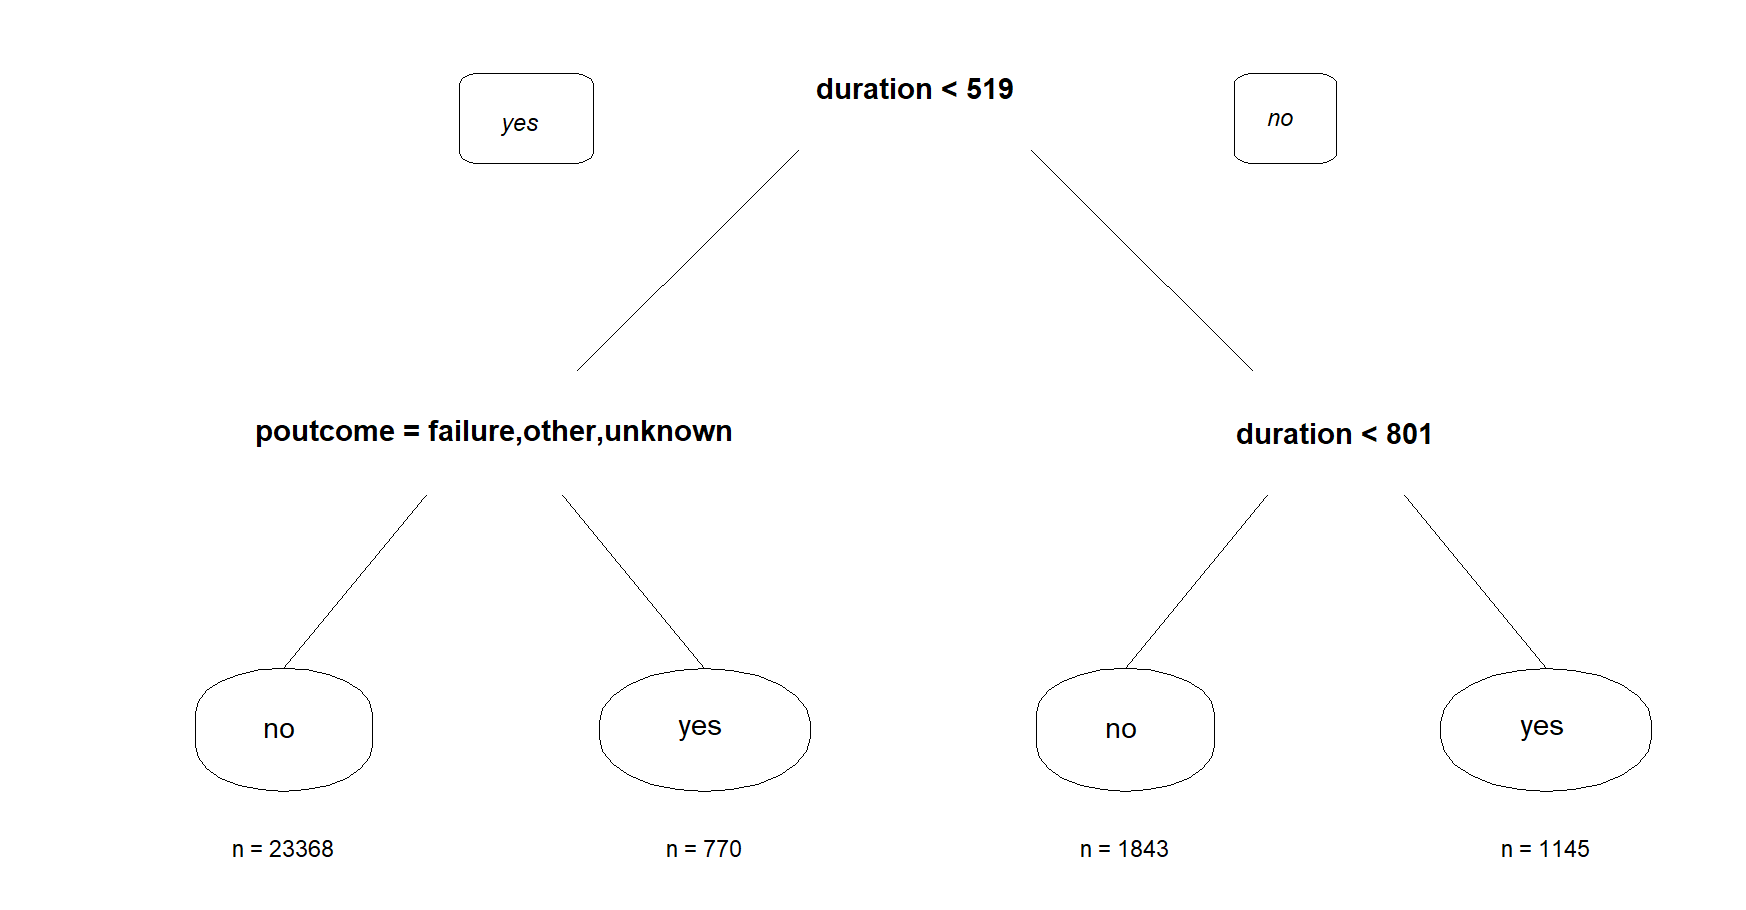 duration < 519
yes
no
poutcome = failure,other,unknown
duration < 801
no
yes
no
yes
n = 23368
n = 770
n = 1843
n = 1145